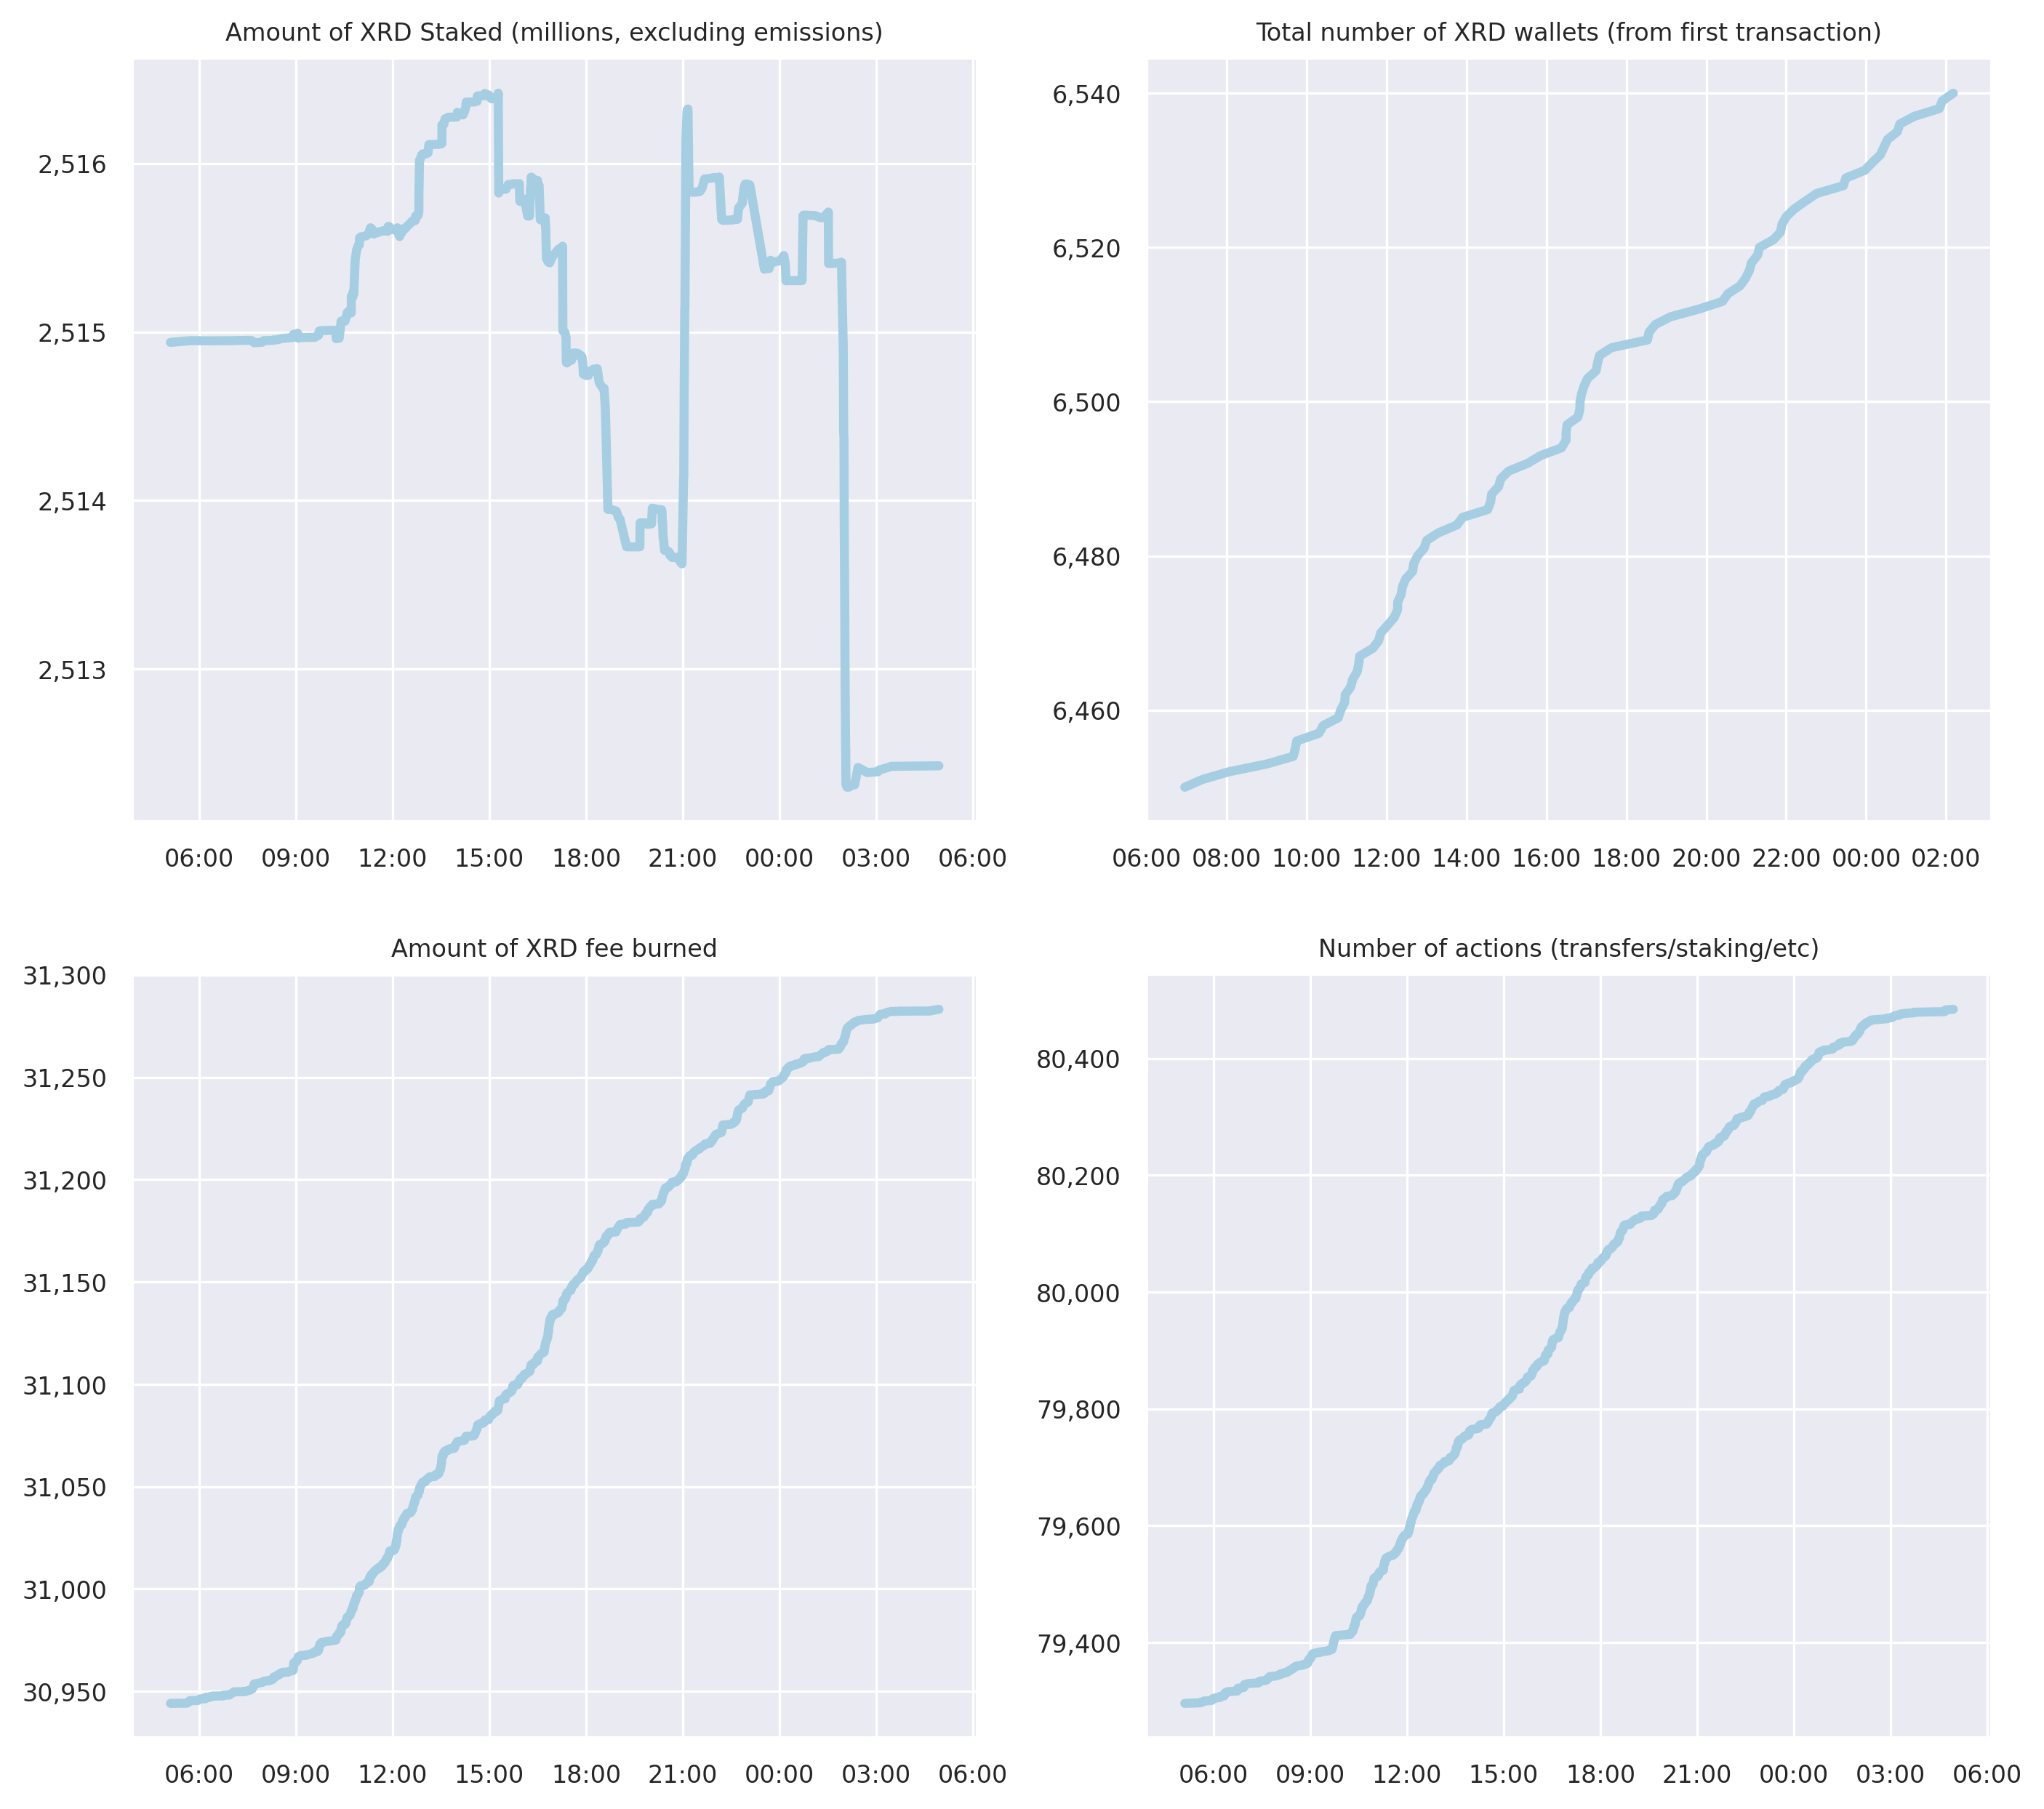 Amount of XRD Staked (millions, excluding emissions)
2,516
2,515
2,514
2,513
06:00 09:00 12:00 15:00 18:00 21:00 00:00 03:00 06:00
Total number of XRD wallets (from first transaction)
6,540
6,520
6,500
6,480
6,460
06:00 08:00 10:00 12:00 14:00 16:00 18:00 20:00 22:00 00:00 02:00
Amount of XRD fee burned
31,300
31,250
31,200
31,150
31,100
31,050
31,000
30,950
06:00 09:00 12:00 15:00 18:00 21:00 00:00 03:00 06:00
Number of actions (transfers/staking/etc)
80,400
80,200
80,000
79,800
79,600
79,400
06:00 09:00 12:00 15:00 18:00 21:00 00:00 03:00 06:00